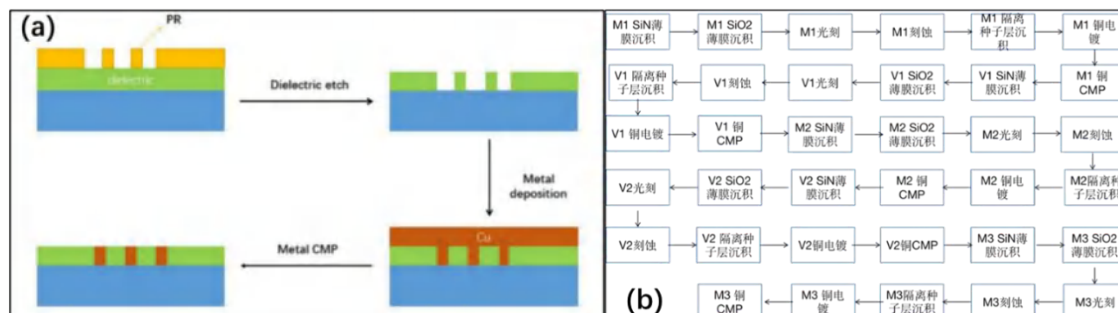 (a)
PR
dielectric
Dielectric etch
Metal
deposition
Cu
Metal CMP
(b)
M1 SiN薄
膜沉积
M1 SiO2
薄膜沉积
M1光刻
M1刻蚀
M1 隔离
种子层沉
积
M1 铜电
镀
M1 铜
CMP
V1 SiN薄
膜沉积
V1 SiO2
薄膜沉积
V1光刻
V1刻蚀
V1 隔离
种子层沉积
V1 铜电镀
V1 铜
CMP
M2 SiN薄
膜沉积
M2 SiO2
薄膜沉积
M2光刻
M2刻蚀
M2隔离种
子层沉积
M2 铜电
镀
M2 铜
CMP
V2 SiN薄
膜沉积
V2 SiO2
薄膜沉积
V2光刻
V2刻蚀
V2 隔离种
子层沉积
V2铜电镀
V2铜CMP
M3 SiN薄
膜沉积
M3 SiO2
薄膜沉积
M3光刻
M3刻蚀
M3隔离种
子层沉积
M3 铜电
镀
M3 铜
CMP